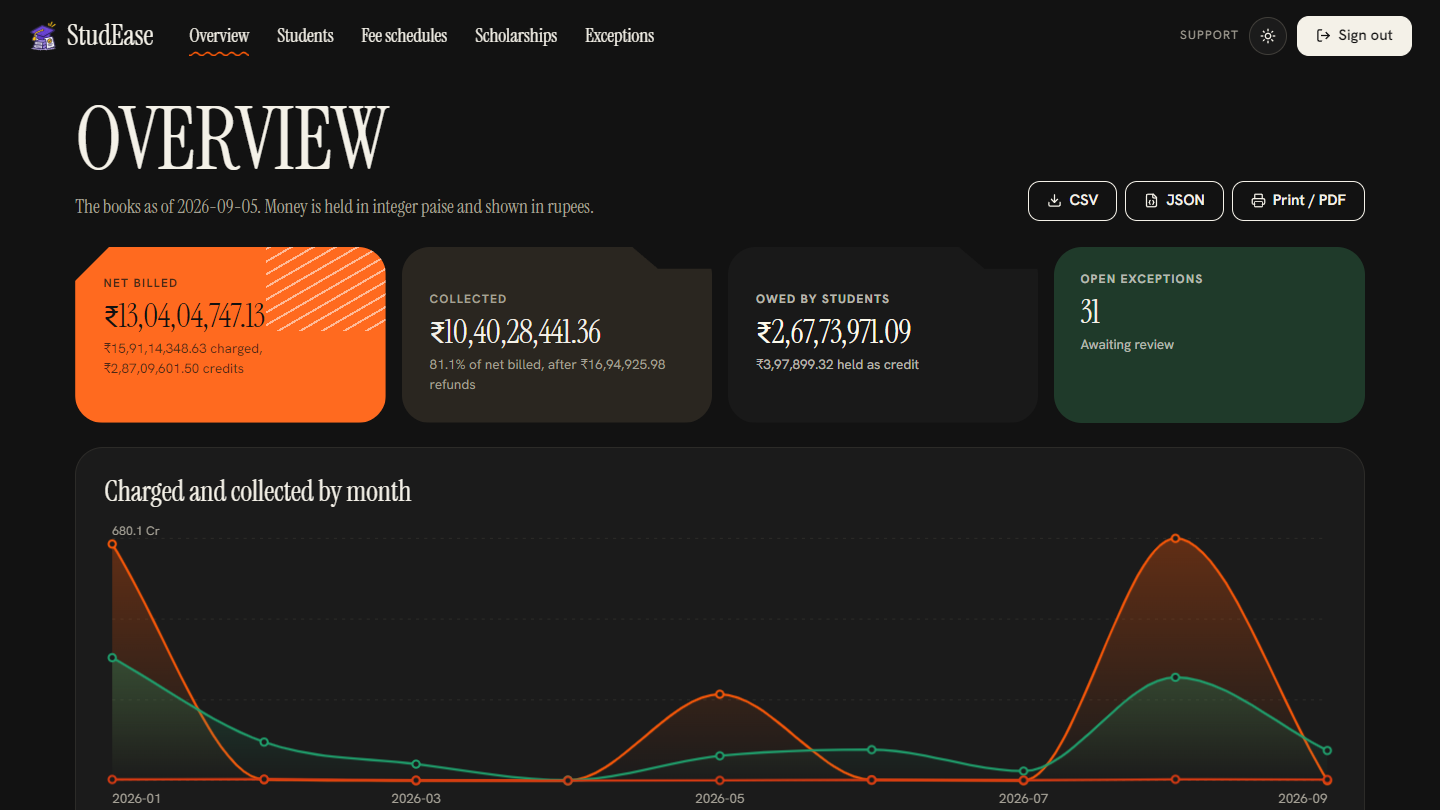 StudEase
Overview
Students
Fee schedules
Scholarships
Exceptions
SUPPORT
Sign out
OVERVIEW
The books as of 2026-09-05. Money is held in integer paise and shown in rupees.
CSV
JSON
Print / PDF
NET BILLED
₹13,04,04,747.13
₹15,91,14,348.63 charged,
₹2,87,09,601.50 credits
COLLECTED
₹10,40,28,441.36
81.1% of net billed, after ₹16,94,925.98
refunds
OWED BY STUDENTS
₹2,67,73,971.09
₹3,97,899.32 held as credit
OPEN EXCEPTIONS
31
Awaiting review
Charged and collected by month
680.1 Cr
2026-01
2026-03
2026-05
2026-07
2026-09